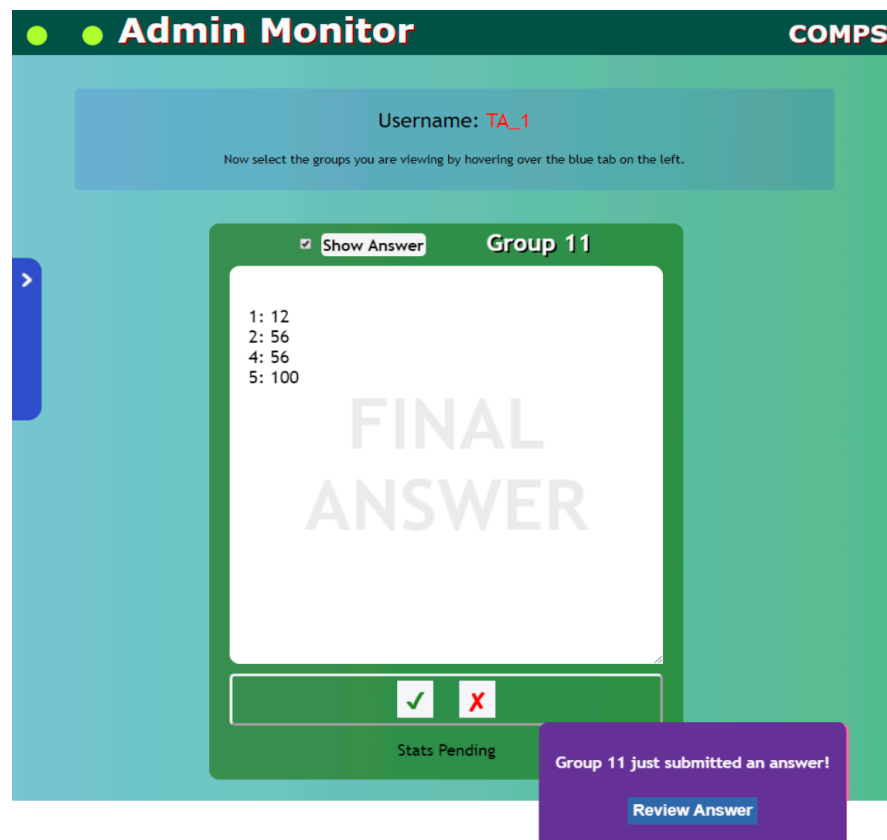 Admin Monitor
COMPS
Username: TA_1
Now select the groups you are viewing by hovering over the blue tab on the left.
Show Answer
Group 11
1: 12
2: 56
4: 56
5: 100
FINAL
ANSWER
✓ ✗
Stats Pending
Group 11 just submitted an answer!
Review Answer